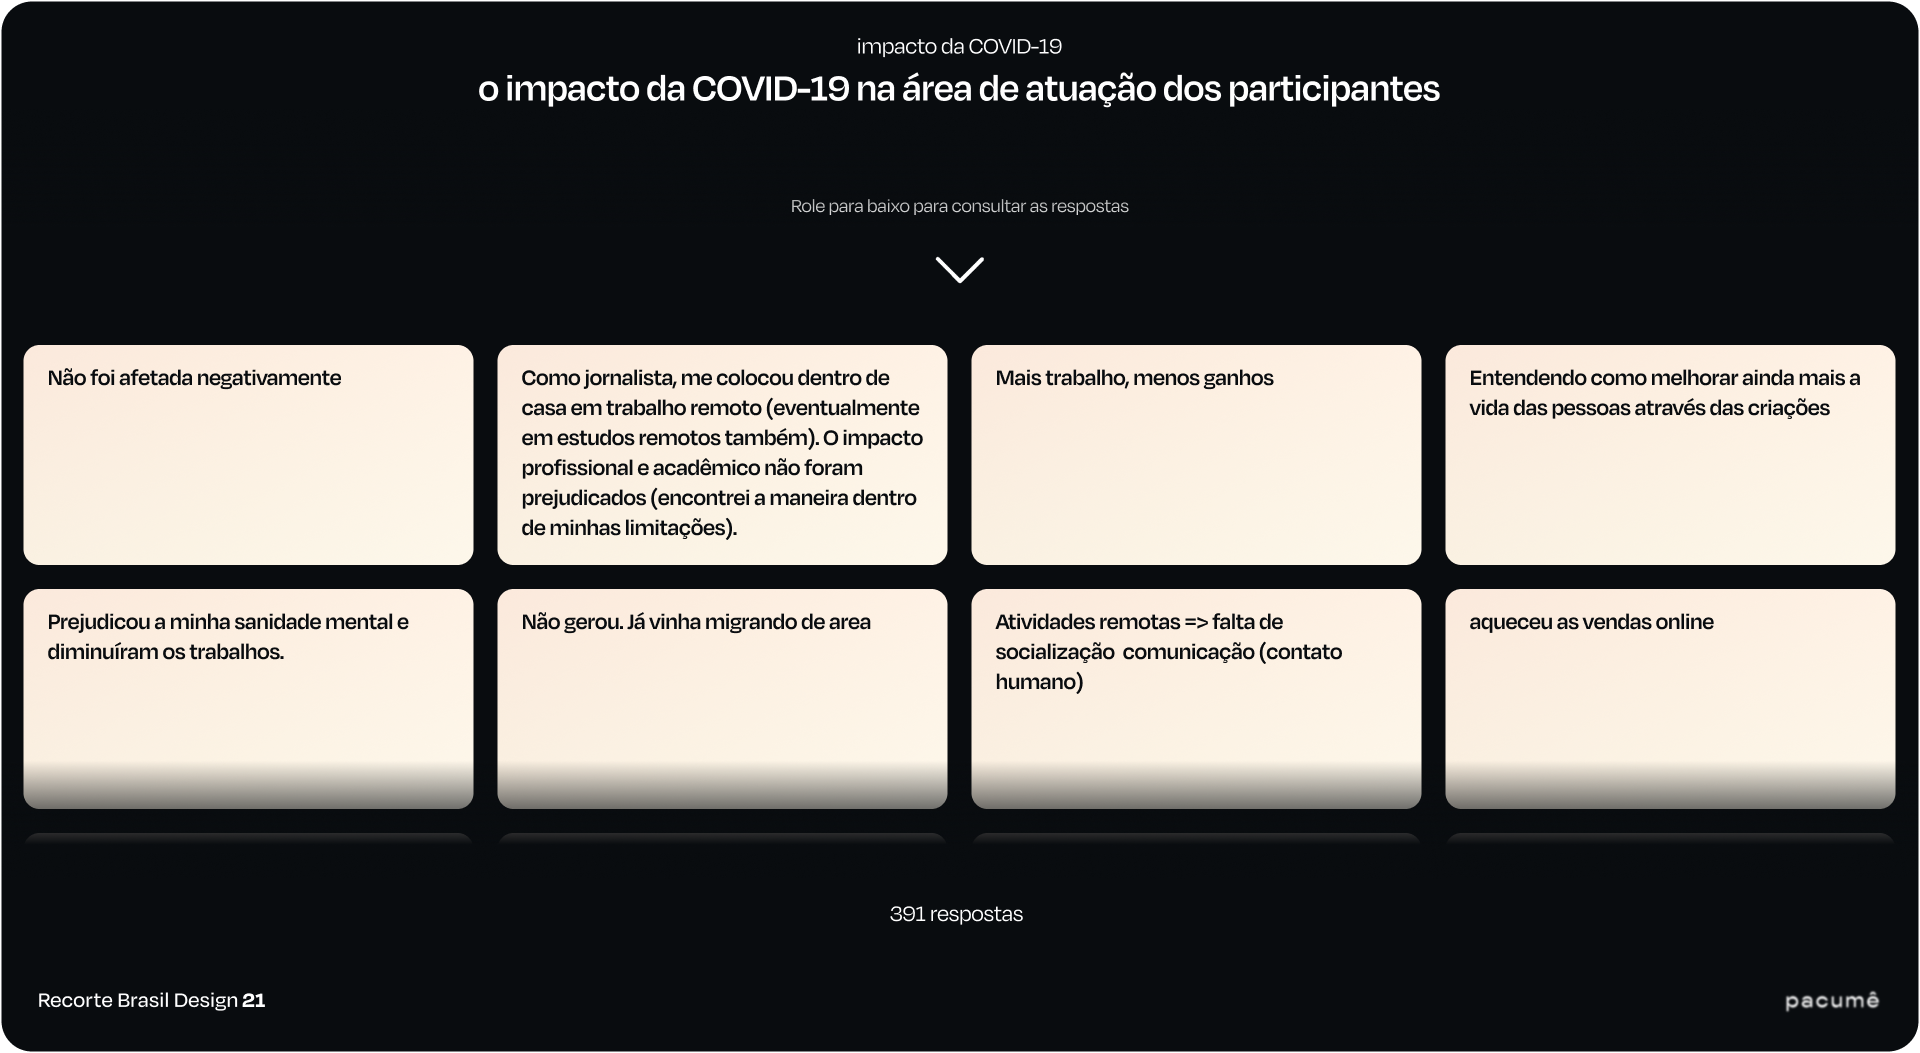 impacto da COVID-19
o impacto da COVID-19 na área de atuação dos participantes
Role para baixo para consultar as respostas
Não foi afetada negativamente
Como jornalista, me colocou dentro de
casa em trabalho remoto (eventualmente
em estudos remotos também). O impacto
profissional e acadêmico não foram
prejudicados (encontrei a maneira dentro
de minhas limitações).
Mais trabalho, menos ganhos
Entendendo como melhorar ainda mais a
vida das pessoas através das criações
Prejudicou a minha sanidade mental e
diminuíram os trabalhos.
Não gerou. Já vinha migrando de area
Atividades remotas => falta de
socialização  comunicação (contato
humano)
aqueceu as vendas online
391 respostas
Recorte Brasil Design 21
pacumê